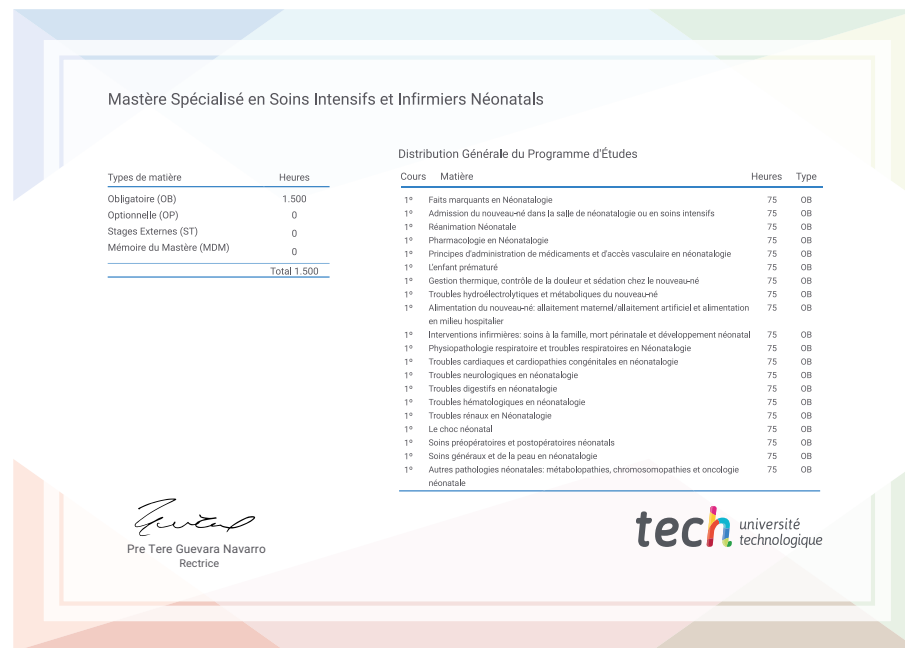 Mastère Spécialisé en Soins Intensifs et Infirmiers Néonatals
Types de matière Heures
Obligatoire (OB) 1.500
Optionnelle (OP) 0
Stages Externes (ST) 0
Mémoire du Mastère (MDM) 0
Total 1.500
Distribution Générale du Programme d'Études
Cours Matière Heures Type
1º Faits marquants en Néonatalogie 75 OB
1º Admission du nouveau-né dans la salle de néonatalogie ou en soins intensifs 75 OB
1º Réanimation Néonatale 75 OB
1º Pharmacologie en Néonatalogie 75 OB
1º Principes d'administration de médicaments et d'accès vasculaire en néonatalogie 75 OB
1º L'enfant prématuré 75 OB
1º Gestion thermique, contrôle de la douleur et sédation chez le nouveau-né 75 OB
1º Troubles hydroélectrolytiques et métaboliques du nouveau-né 75 OB
1º Alimentation du nouveau-né: allaitement maternel/allaitement artificiel et alimentation 75 OB
en milieu hospitalier
1º Interventions infirmières: soins à la famille, mort périnatale et développement néonatal 75 OB
1º Physiopathologie respiratoire et troubles respiratoires en Néonatalogie 75 OB
1º Troubles cardiaques et cardiopathies congénitales en néonatalogie 75 OB
1º Troubles neurologiques en néonatalogie 75 OB
1º Troubles digestifs en néonatalogie 75 OB
1º Troubles hématologiques en néonatalogie 75 OB
1º Troubles rénaux en Néonatalogie 75 OB
1º Le choc néonatal 75 OB
1º Soins préopératoires et postopératoires néonatals 75 OB
1º Soins généraux et de la peau en néonatalogie 75 OB
1º Autres pathologies néonatales: métabolopathies, chromosomopathies et oncologie 75 OB
néonatale
Pre Tere Guevara Navarro
Rectrice
tech université
technologique